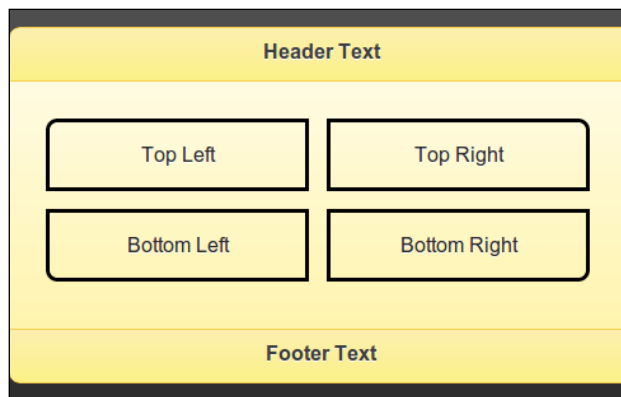 Header Text
Top Left
Top Right
Bottom Left
Bottom Right
Footer Text